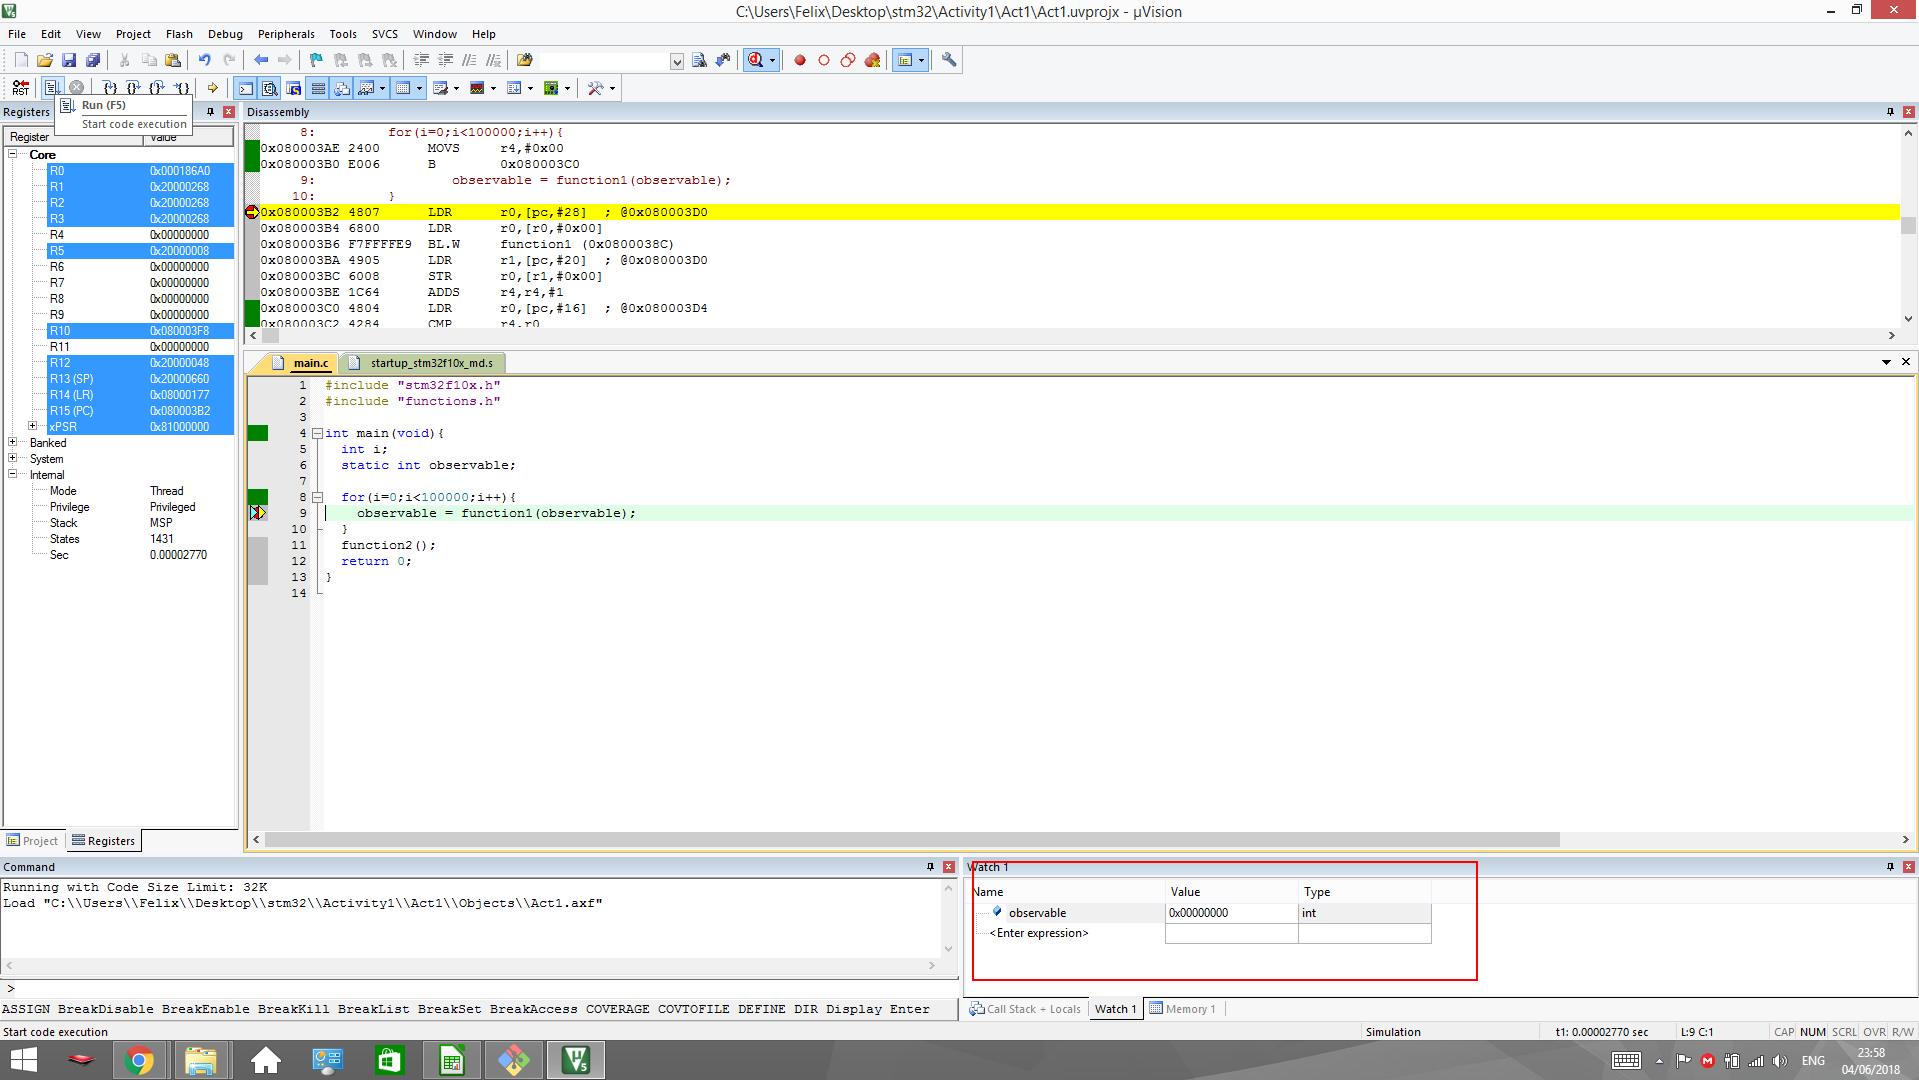 C:\Users\Felix\Desktop\stm32\Activity1\Act1\Act1.uvprojx - µVision
File Edit View Project Flash Debug Peripherals Tools SVCS Window Help
RST
Run (F5)
Start code execution
Registers
Register Value
Core
R0 0x000186A0
R1 0x20000268
R2 0x20000268
R3 0x20000268
R4 0x00000000
R5 0x20000008
R6 0x00000000
R7 0x00000000
R8 0x00000000
R9 0x00000000
R10 0x080003F8
R11 0x00000000
R12 0x20000048
R13 (SP) 0x20000660
R14 (LR) 0x08000177
R15 (PC) 0x080003B2
xPSR 0x81000000
Banked
System
Internal
Mode Thread
Privilege Privileged
Stack MSP
States 1431
Sec 0.00002770
Project Registers
Disassembly
8: for(i=0;i<100000;i++){
0x080003AE 2400 MOVS r4,#0x00
0x080003B0 E006 B 0x080003C0
9: observable = function1(observable);
10: }
0x080003B2 4807 LDR r0,[pc,#28] ; @0x080003D0
0x080003B4 6800 LDR r0,[r0,#0x00]
0x080003B6 F7FFFFE9 BL.W function1 (0x0800038C)
0x080003BA 4905 LDR r1,[pc,#20] ; @0x080003D0
0x080003BC 6008 STR r0,[r1,#0x00]
0x080003BE 1C64 ADDS r4,r4,#1
0x080003C0 4804 LDR r0,[pc,#16] ; @0x080003D4
0x080003C2 4284 CMP r4,r0
main.c startup_stm32f10x_md.s
1 #include "stm32f10x.h"
2 #include "functions.h"
3
4 int main(void){
5 int i;
6 static int observable;
7
8 for(i=0;i<100000;i++){
9 observable = function1(observable);
10 }
11 function2();
12 return 0;
13 }
14
Command
Running with Code Size Limit: 32K
Load "C:\\Users\\Felix\\Desktop\\stm32\\Activity1\\Act1\\Objects\\Act1.axf"
>
ASSIGN BreakDisable BreakEnable BreakKill BreakList BreakSet BreakAccess COVERAGE COVTOFILE DEFINE DIR Display Enter
Watch 1
Name Value Type
observable 0x00000000 int
<Enter expression>
Call Stack + Locals Watch 1 Memory 1
Start code execution Simulation t1: 0.00002770 sec L:9 C:1 CAP NUM SCRL OVR R/W
ENG 23:58
04/06/2018